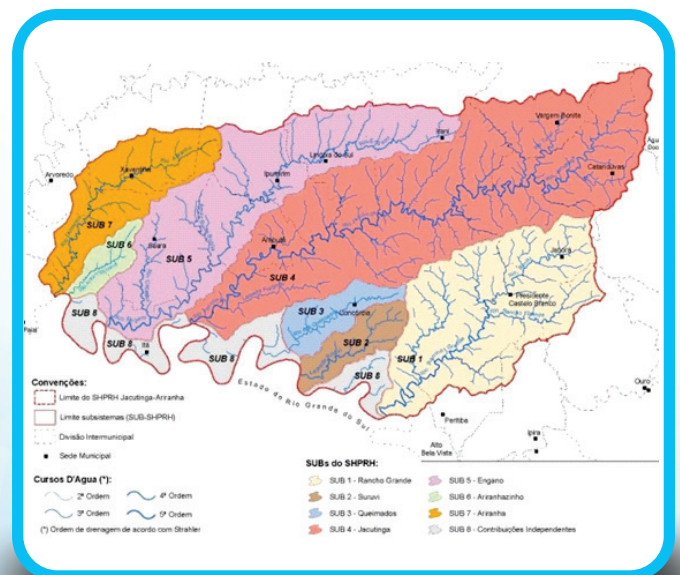 Vargem Bonita
Irani
Água
Doce
Lindóia do Sul
Catanduvas
Arvoredo
Xavantina
Ipumirim
SUB 7
SUB 6
Seara
SUB 5
Arabutã
SUB 4
Jaborá
Presidente
Castelo Branco
SUB 3
Concórdia
SUB 8
SUB 2
SUB 1
SUB 8
Itá
SUB 8
SUB 8
Estado do Rio Grande do Sul
Ouro
Peritiba
Ipira
Alto
Bela Vista
Convenções:
Limite do SHPRH Jacutinga-Ariranha
Limite subsistemas (SUB-SHPRH)
Divisão Intermunicipal
Sede Municipal
Cursos D'Agua (*):
2ª Ordem
4ª Ordem
3ª Ordem
5ª Ordem
(*) Ordem de drenagem de acordo com Strahler
SUBs do SHPRH:
SUB 1 - Rancho Grande
SUB 2 - Suruvi
SUB 3 - Queimados
SUB 4 - Jacutinga
SUB 5 - Engano
SUB 6 - Arranhazinho
SUB 7 - Ariranha
SUB 8 - Contribuições Independentes